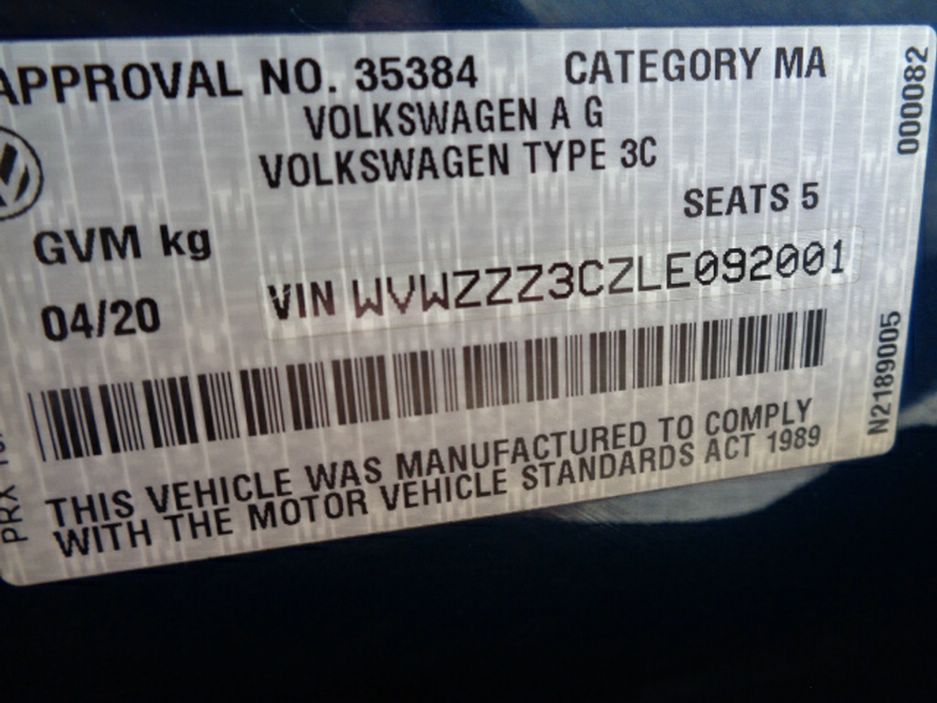 APPROVAL NO. 35384 CATEGORY MA
VOLKSWAGEN A G
VOLKSWAGEN TYPE 3C
SEATS 5
GVM kg
04/20
VIN WVWZZZ3CZLE092001
THIS VEHICLE WAS MANUFACTURED TO COMPLY
WITH THE MOTOR VEHICLE STANDARDS ACT 1989
000082
N2189005
PRX